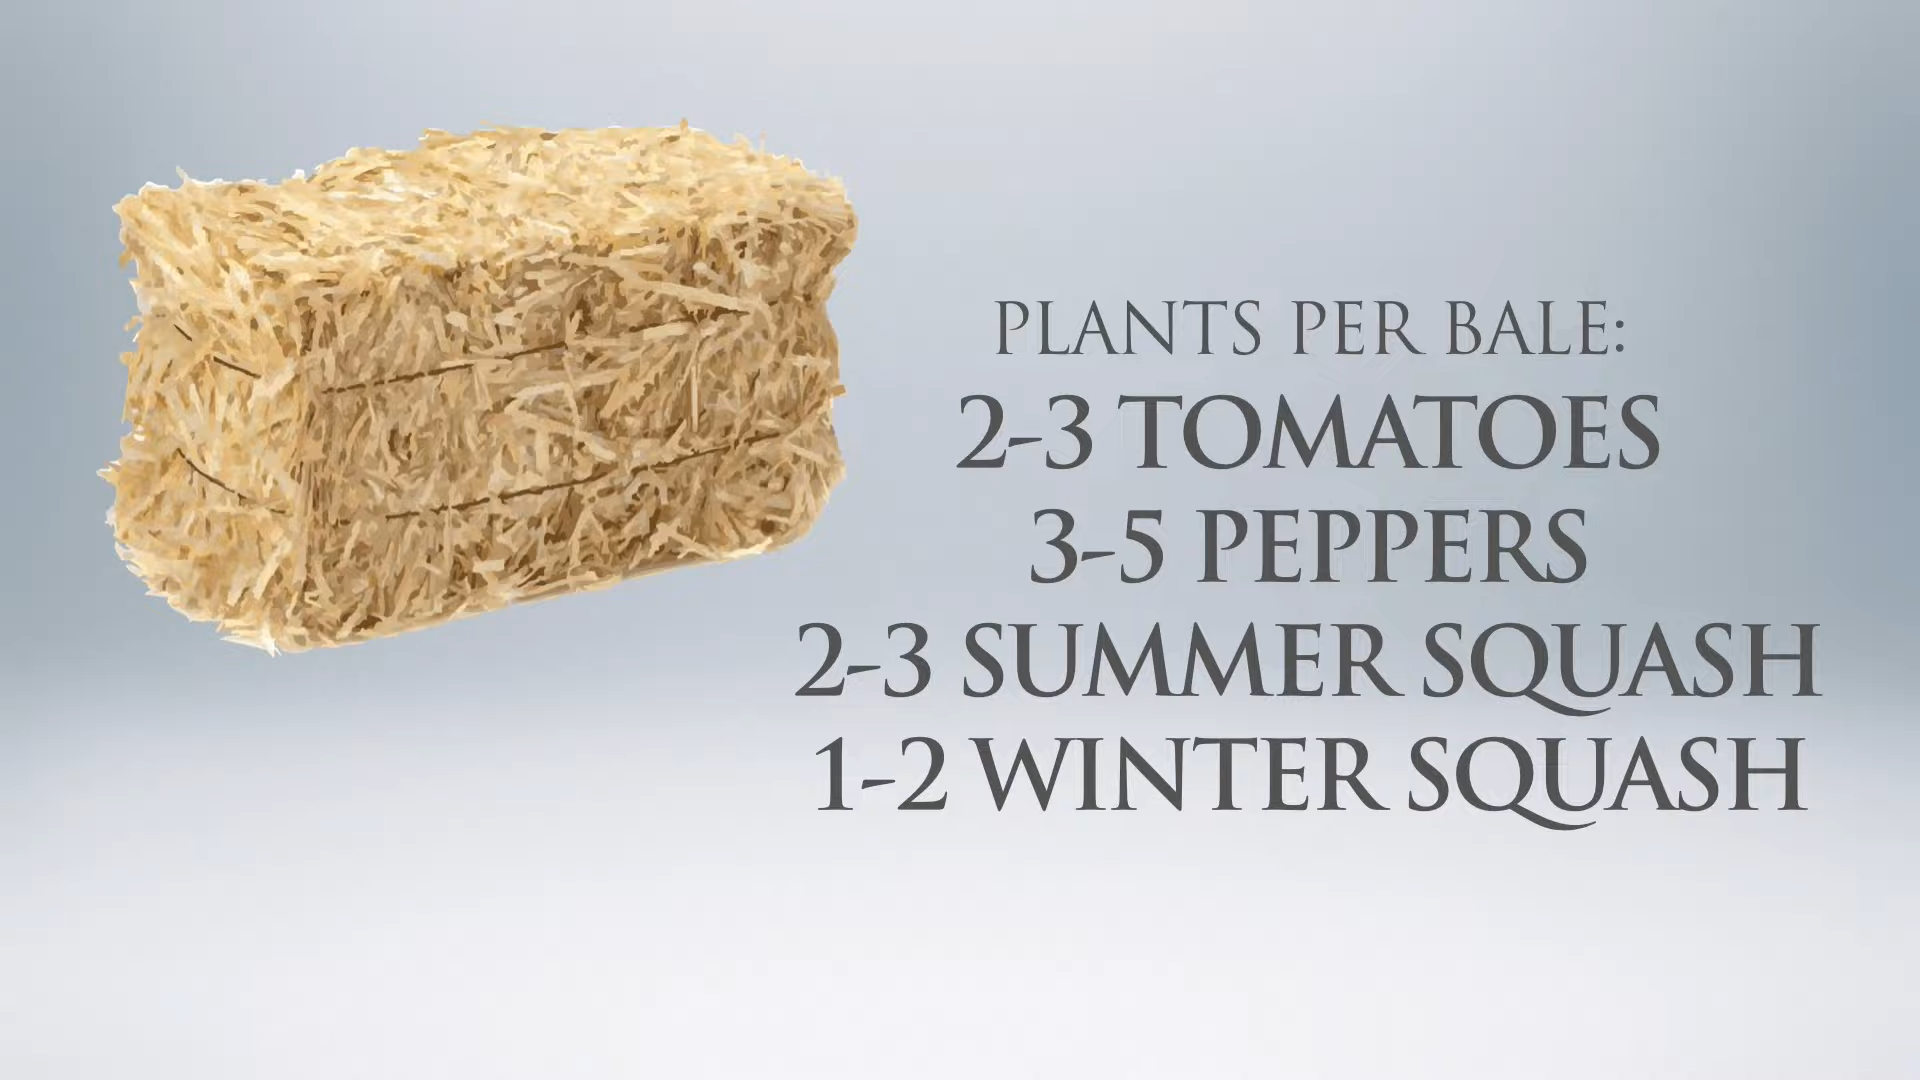 PLANTS PER BALE:
2-3 TOMATOES
3-5 PEPPERS
2-3 SUMMER SQUASH
1-2 WINTER SQUASH